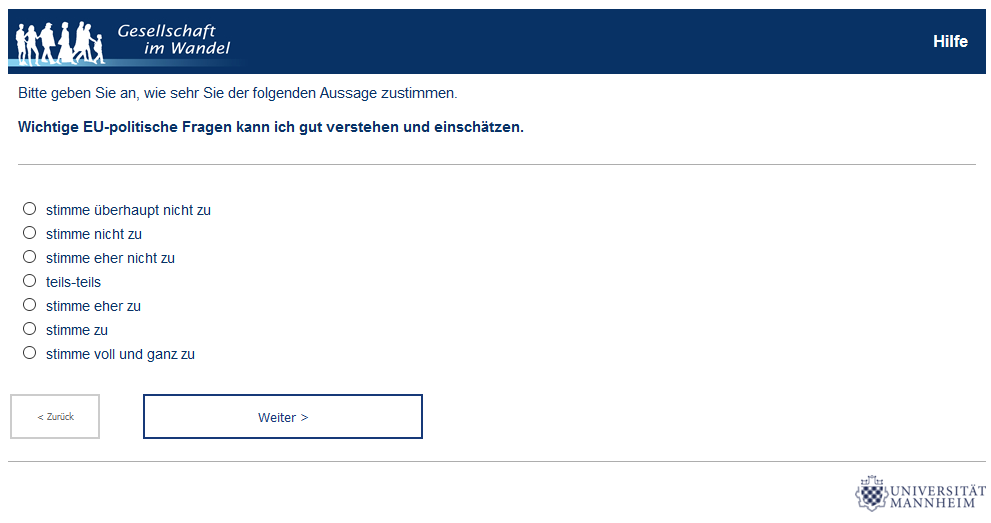 Gesellschaft
im Wandel
Hilfe
Bitte geben Sie an, wie sehr Sie der folgenden Aussage zustimmen.
Wichtige EU-politische Fragen kann ich gut verstehen und einschätzen.
stimme überhaupt nicht zu
stimme nicht zu
stimme eher nicht zu
teils-teils
stimme eher zu
stimme zu
stimme voll und ganz zu
< Zurück
Weiter >
UNIVERSITÄT
MANNHEIM